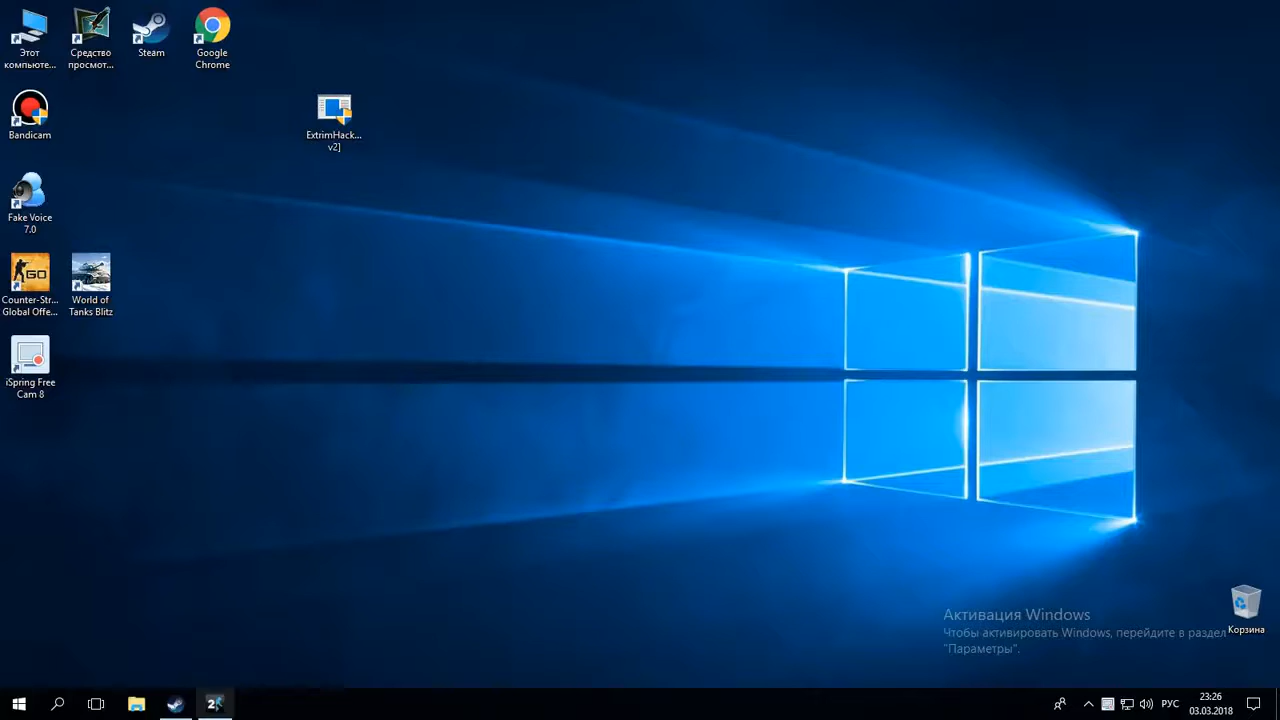 Этот
компьюте...
Средство
просмот...
Steam
Google
Chrome
Bandicam
ExtrimHack...
v2]
Fake Voice
7.0
GO
Counter-Str...
Global Offe...
World of
Tanks Blitz
iSpring Free
Cam 8
Активация Windows
Чтобы активировать Windows, перейдите в раздел
"Параметры".
Корзина
2
РУС
23:26
03.03.2018